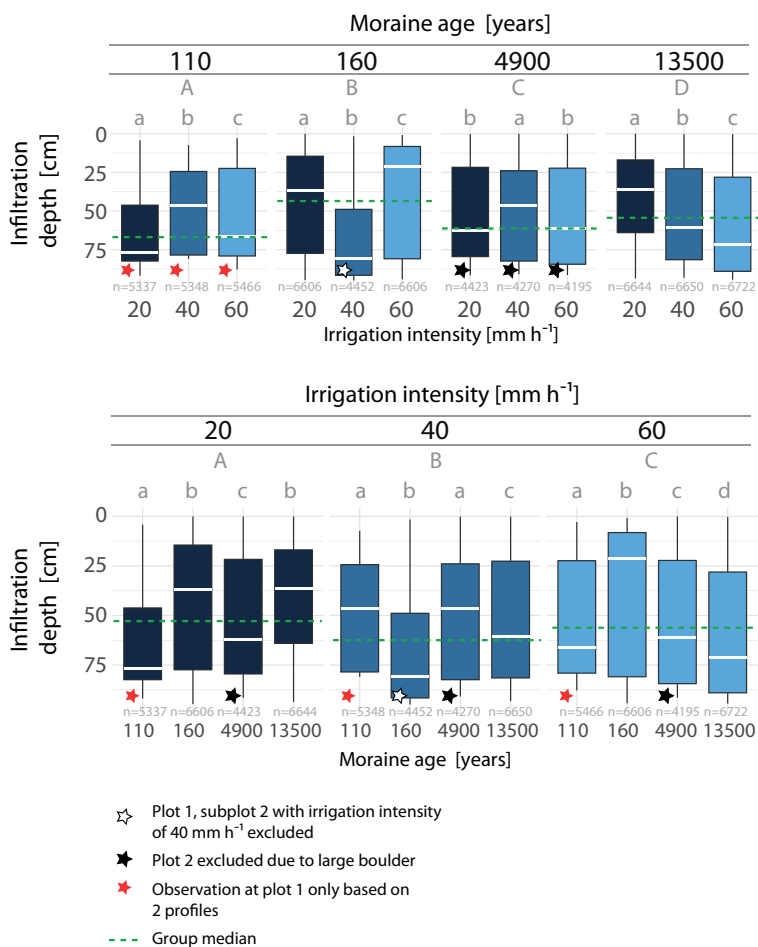 Moraine age [years]
110 160 4900 13500
A B C D
a b c a b c b a b a b c
Infiltration
depth [cm]
0
25
50
75
n=5337 n=5348 n=5466 n=6606 n=4452 n=6606 n=4423 n=4270 n=4195 n=6644 n=6650 n=6722
20 40 60 20 40 60 20 40 60 20 40 60
Irrigation intensity [mm h⁻¹]
Irrigation intensity [mm h⁻¹]
20 40 60
A B C
a b c b a b a c a b c d
Infiltration
depth [cm]
0
25
50
75
n=5337 n=6606 n=4423 n=6644 n=5348 n=4452 n=4270 n=6650 n=5466 n=6606 n=4195 n=6722
110 160 4900 13500 110 160 4900 13500 110 160 4900 13500
Moraine age [years]
Plot 1, subplot 2 with irrigation intensity
of 40 mm h⁻¹ excluded
Plot 2 excluded due to large boulder
Observation at plot 1 only based on
2 profiles
Group median